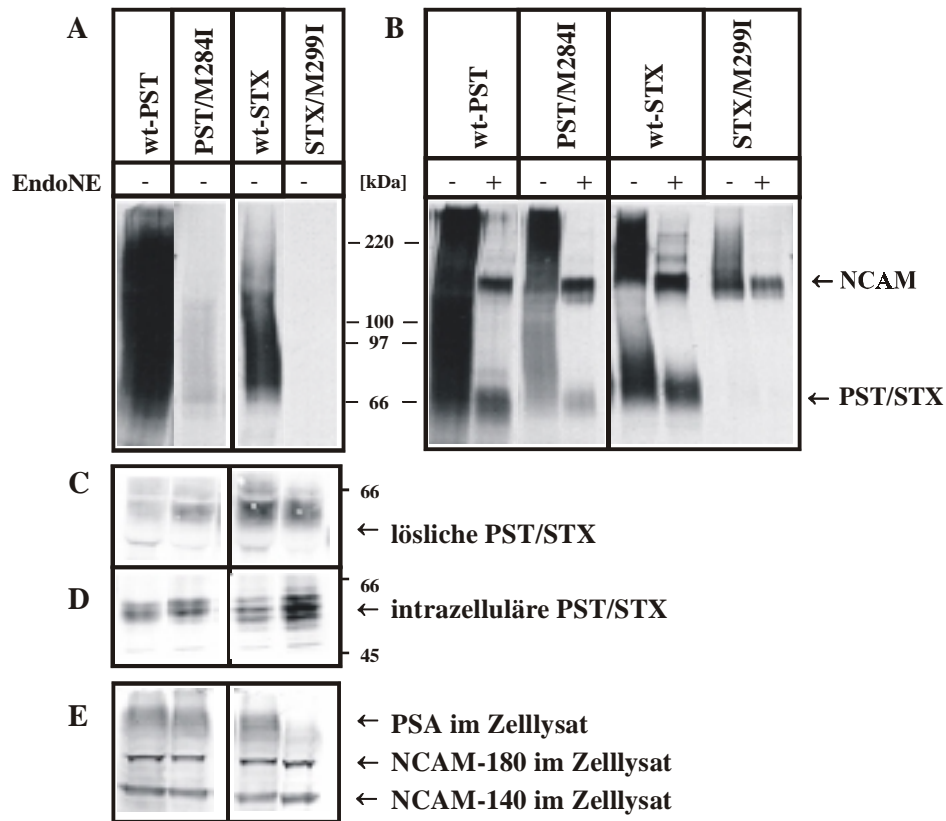 A
B
wt-PST
PST/M284I
wt-STX
STX/M299I
wt-PST
PST/M284I
wt-STX
STX/M299I
EndoNE - - - - [kDa] - + - + - + - +
– 220 –
← NCAM
– 100 –
– 97 –
– 66 –
← PST/STX
C
66
← lösliche PST/STX
D
66
← intrazelluläre PST/STX
45
E
← PSA im Zelllysat
← NCAM-180 im Zelllysat
← NCAM-140 im Zelllysat